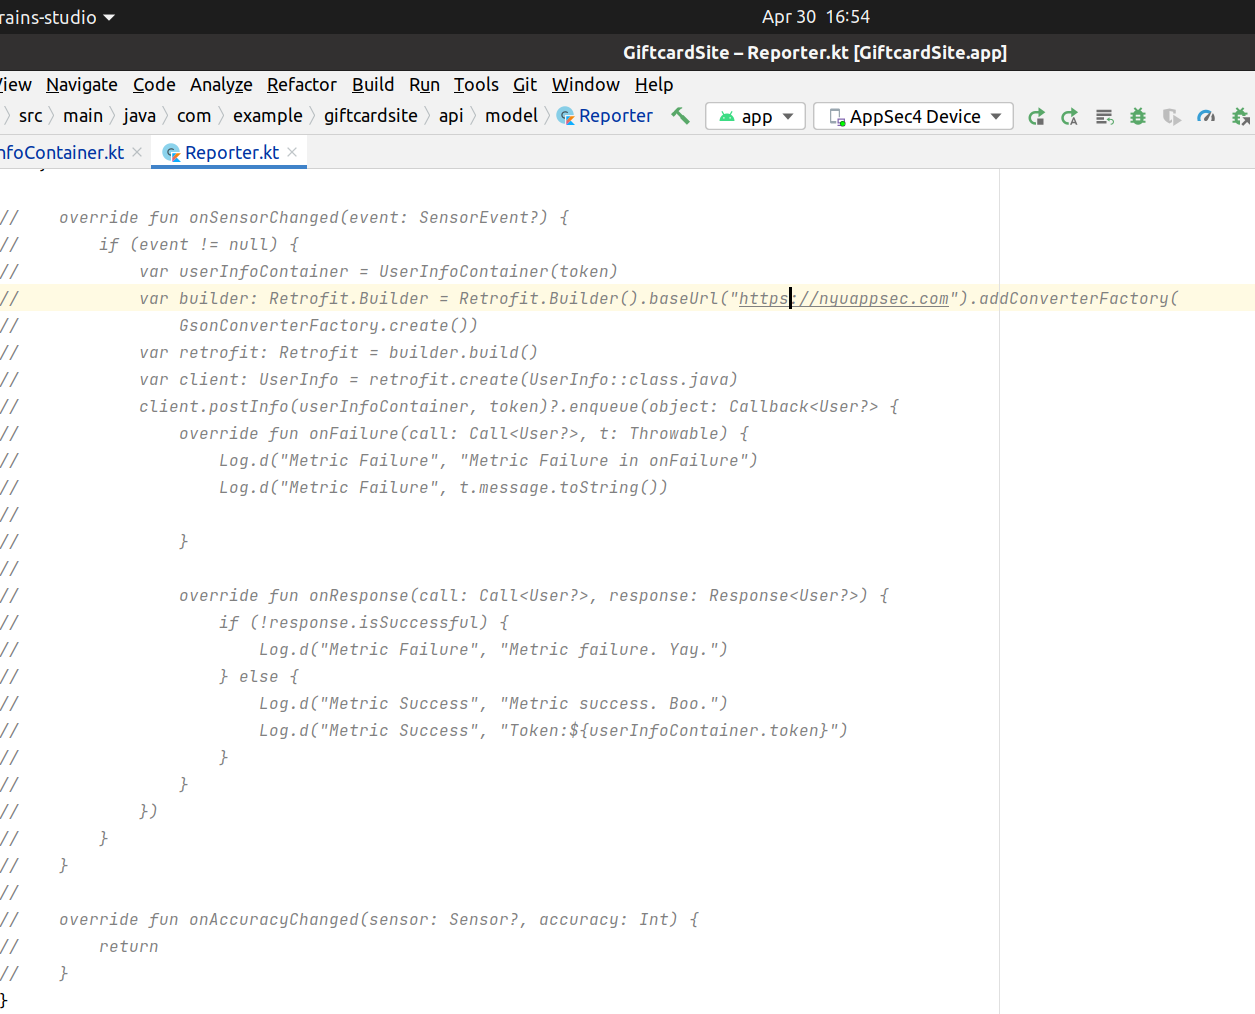 rains-studio Apr 30 16:54
GiftcardSite – Reporter.kt [GiftcardSite.app]
View Navigate Code Analyze Refactor Build Run Tools Git Window Help
src main java com example giftcardsite api model Reporter app AppSec4 Device
nfoContainer.kt Reporter.kt
//    override fun onSensorChanged(event: SensorEvent?) {
//        if (event != null) {
//            var userInfoContainer = UserInfoContainer(token)
//            var builder: Retrofit.Builder = Retrofit.Builder().baseUrl("https://nyuappsec.com").addConverterFactory(
//                GsonConverterFactory.create())
//            var retrofit: Retrofit = builder.build()
//            var client: UserInfo = retrofit.create(UserInfo::class.java)
//            client.postInfo(userInfoContainer, token)?.enqueue(object: Callback<User?> {
//                override fun onFailure(call: Call<User?>, t: Throwable) {
//                    Log.d("Metric Failure", "Metric Failure in onFailure")
//                    Log.d("Metric Failure", t.message.toString())
//
//                }
//
//                override fun onResponse(call: Call<User?>, response: Response<User?>) {
//                    if (!response.isSuccessful) {
//                        Log.d("Metric Failure", "Metric failure. Yay.")
//                    } else {
//                        Log.d("Metric Success", "Metric success. Boo.")
//                        Log.d("Metric Success", "Token:${userInfoContainer.token}")
//                    }
//                }
//            })
//        }
//    }
//
//    override fun onAccuracyChanged(sensor: Sensor?, accuracy: Int) {
//        return
//    }
}